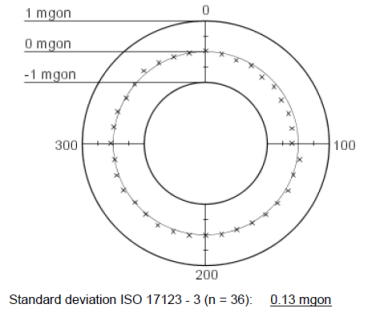 1 mgon
0
0 mgon
-1 mgon
300
100
200
Standard deviation ISO 17123 - 3 (n = 36): 0.13 mgon